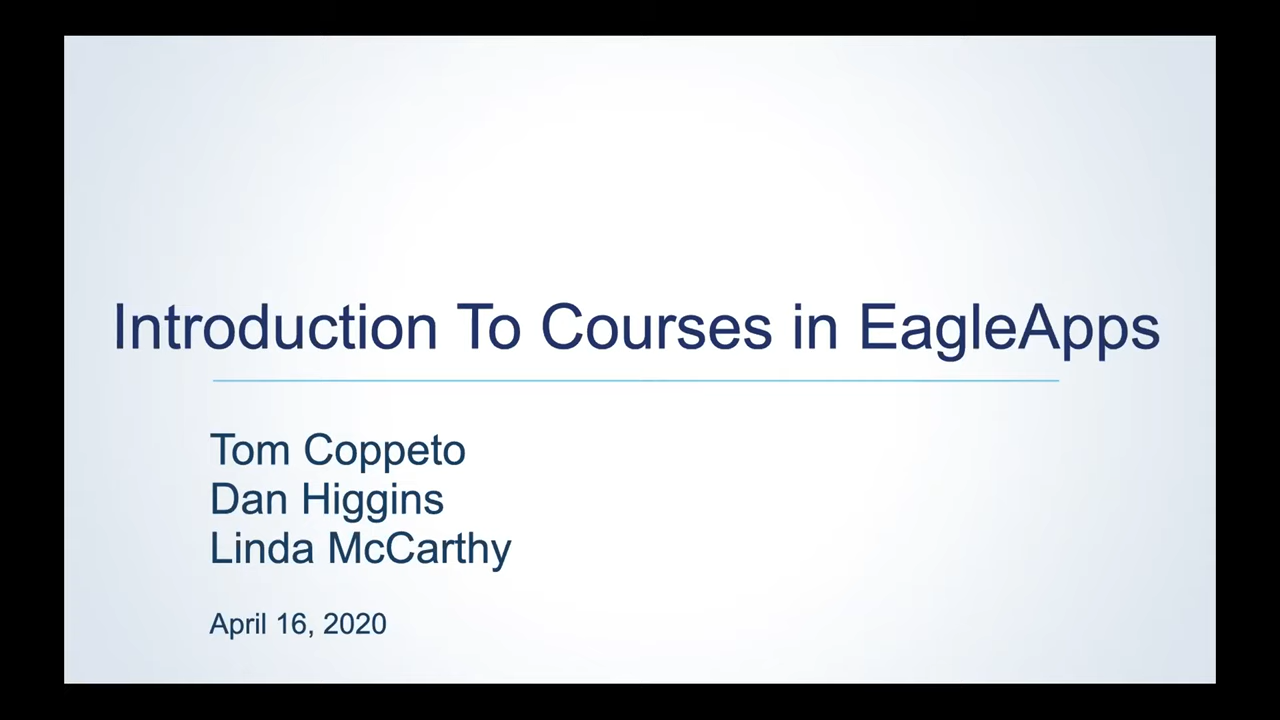 Introduction To Courses in EagleApps
Tom Coppeto
Dan Higgins
Linda McCarthy
April 16, 2020